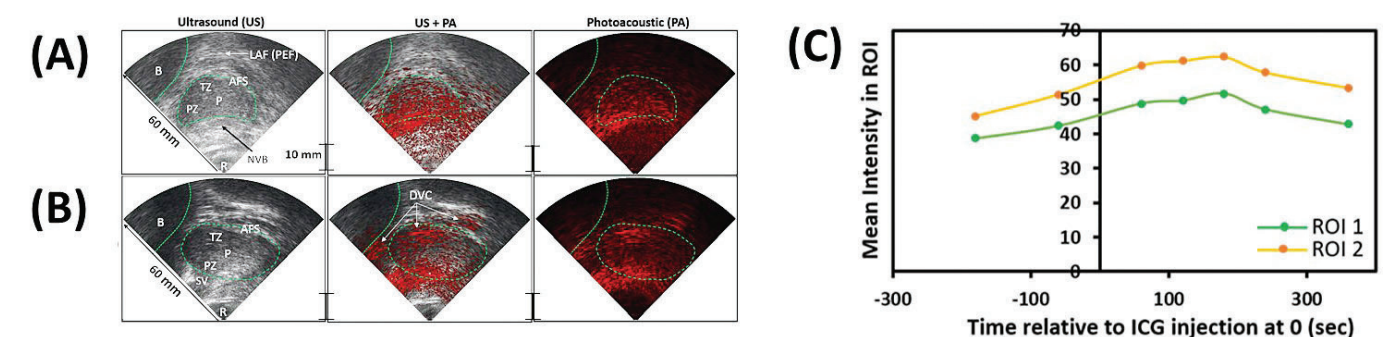 Ultrasound (US)
US + PA
Photoacoustic (PA)
(A)
B
LAF (PEF)
TZ
AFS
P
PZ
60 mm
NVB
10 mm
R
(B)
B
TZ
AFS
P
PZ
SV
60 mm
R
DVC
(C)
Mean Intensity in ROI
70
60
50
40
30
20
10
0
ROI 1
ROI 2
-300
-100
100
300
Time relative to ICG injection at 0 (sec)